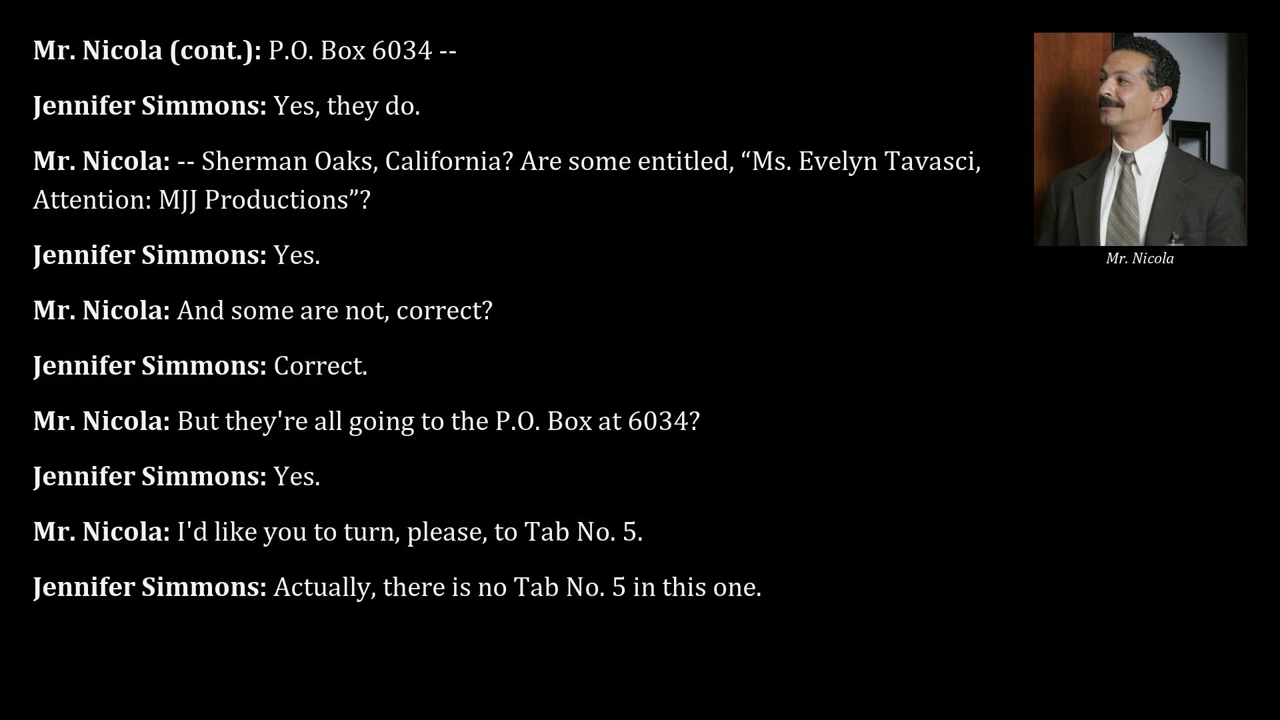 Mr. Nicola (cont.): P.O. Box 6034 --
Jennifer Simmons: Yes, they do.
Mr. Nicola: -- Sherman Oaks, California? Are some entitled, “Ms. Evelyn Tavasci,
Attention: MJJ Productions”?
Jennifer Simmons: Yes.
Mr. Nicola: And some are not, correct?
Jennifer Simmons: Correct.
Mr. Nicola: But they're all going to the P.O. Box at 6034?
Jennifer Simmons: Yes.
Mr. Nicola: I'd like you to turn, please, to Tab No. 5.
Jennifer Simmons: Actually, there is no Tab No. 5 in this one.
Mr. Nicola